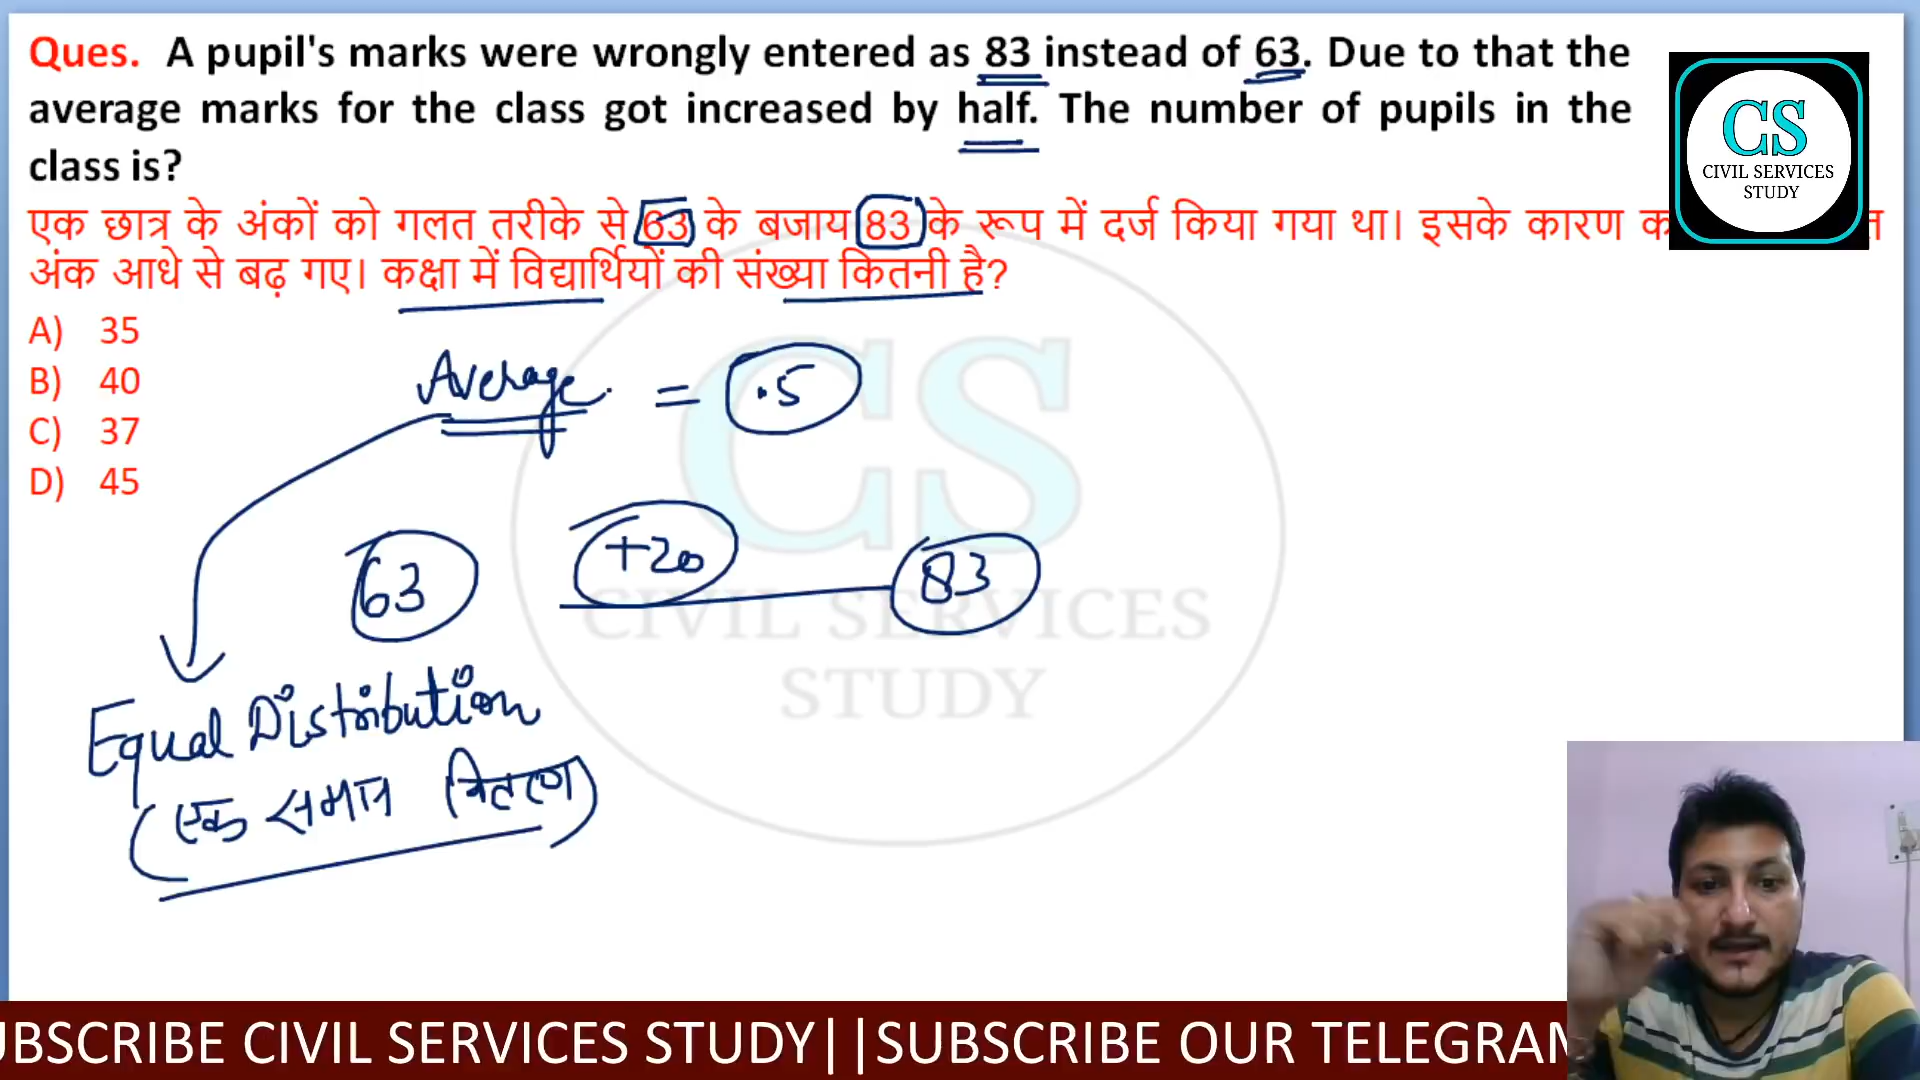 Ques. A pupil's marks were wrongly entered as 83 instead of 63. Due to that the
average marks for the class got increased by half. The number of pupils in the
class is?
एक छात्र के अंकों को गलत तरीके से 63 के बजाय 83 के रूप में दर्ज किया गया था। इसके कारण क
अंक आधे से बढ़ गए। कक्षा में विद्यार्थियों की संख्या कितनी है?
A) 35
B) 40
C) 37
D) 45
CS
CIVIL SERVICES
STUDY
Average = .5
63 +20 83
Equal Distribution
(एक समान वितरण)
CS
CIVIL SERVICES
STUDY
UBSCRIBE CIVIL SERVICES STUDY||SUBSCRIBE OUR TELEGRAM